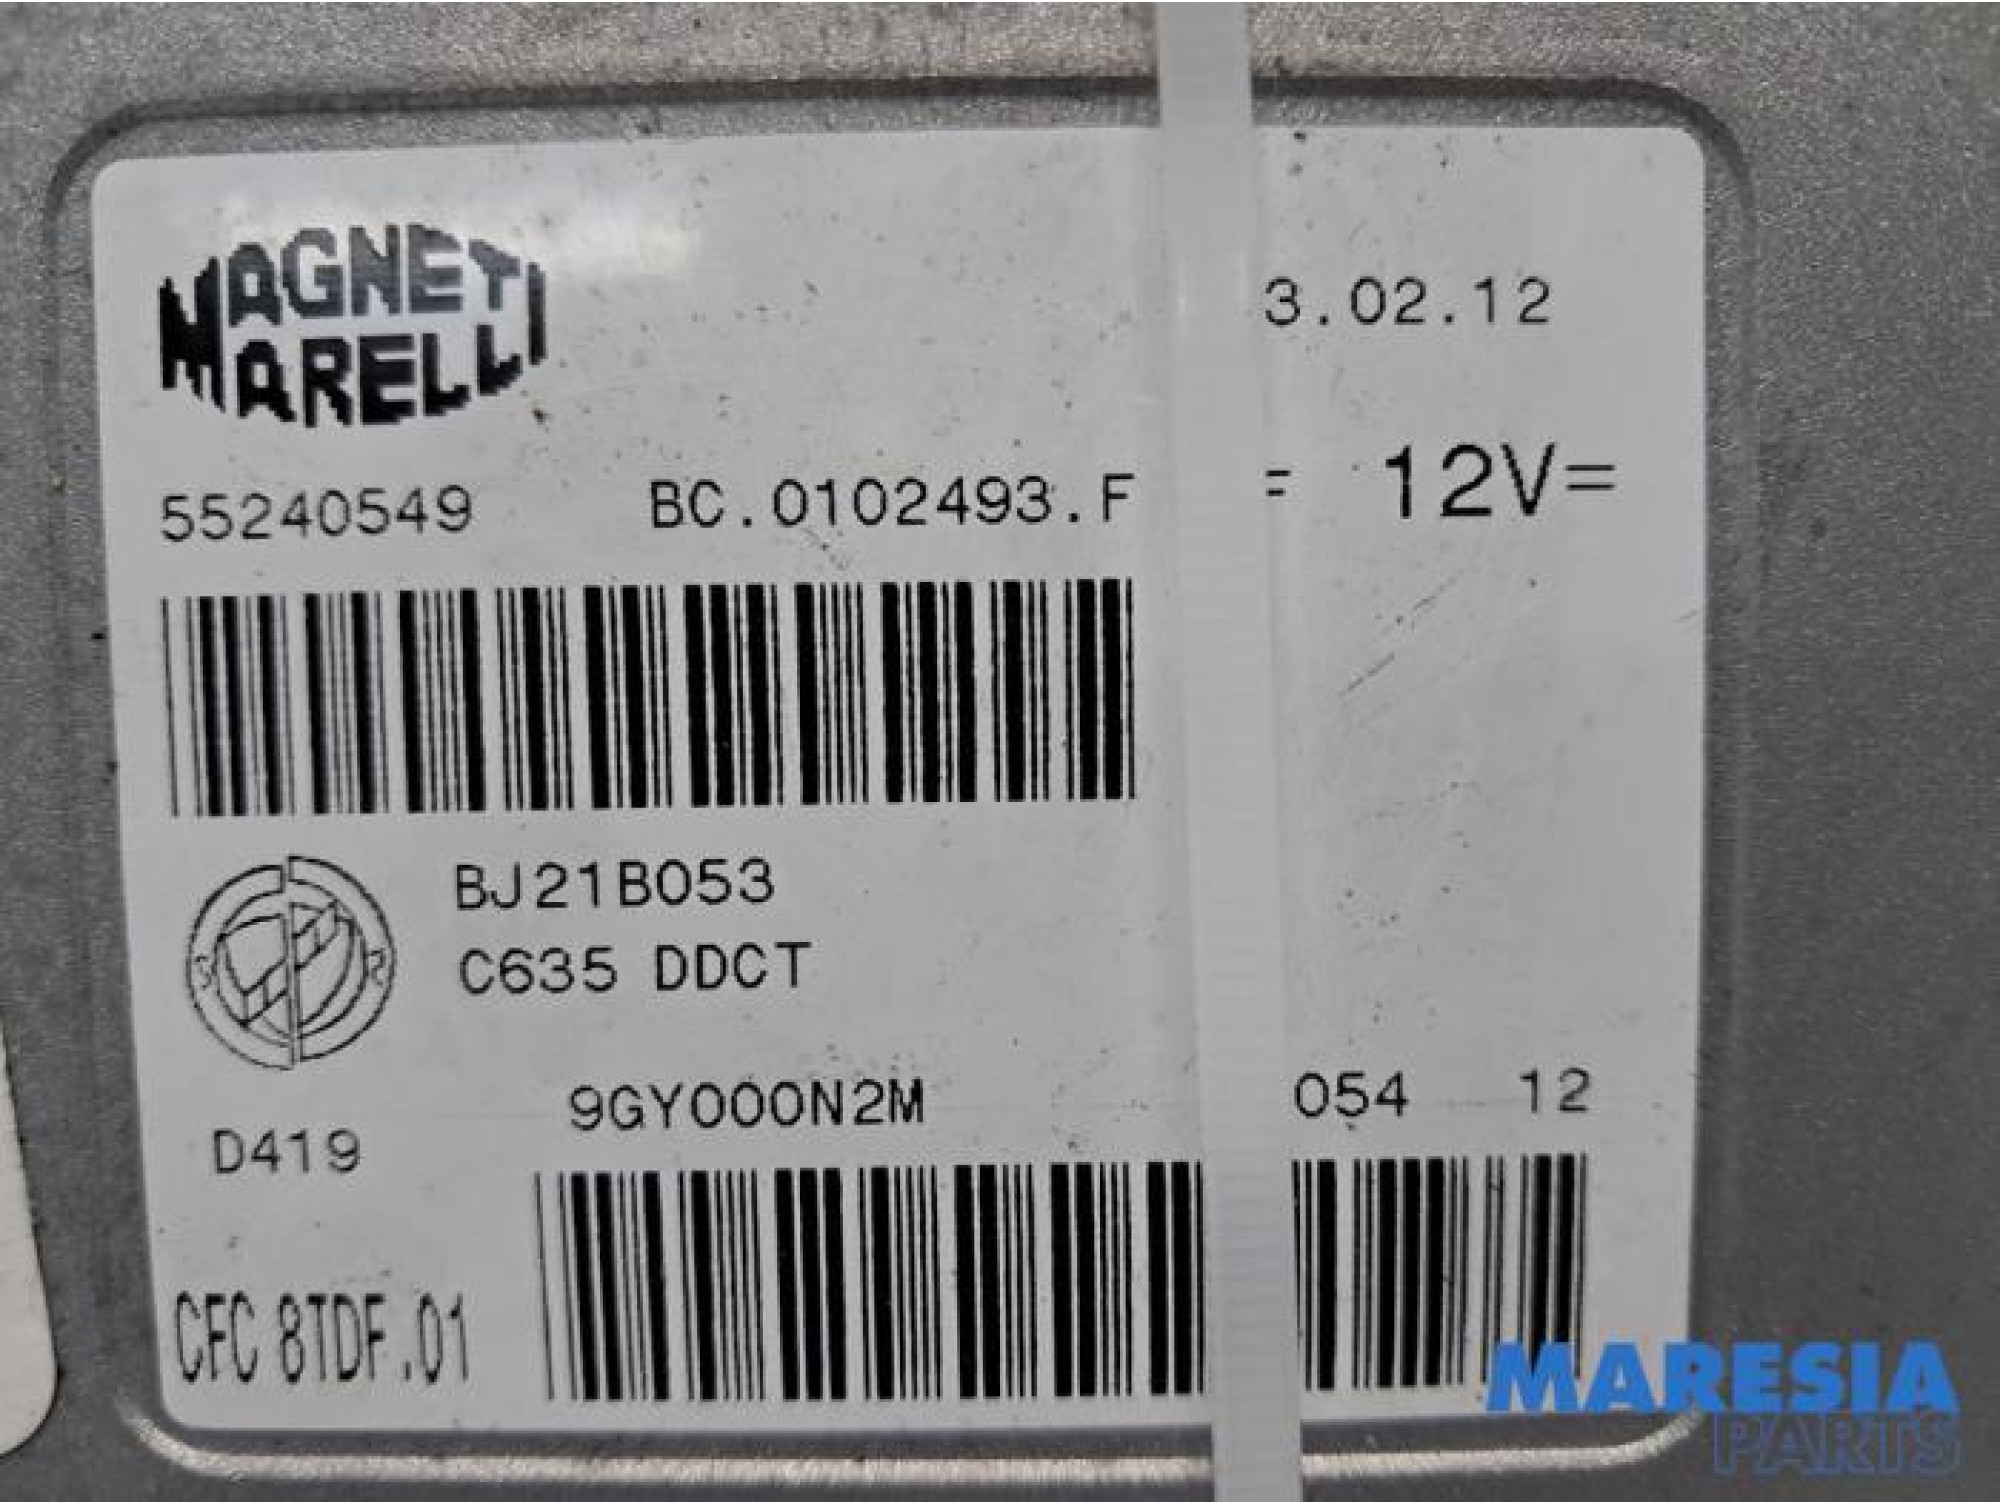 MAGNETI
MARELLI
3.02.12
55240549 BC.0102493.F = 12V=
BJ21B053
C635 DDCT
9GY000N2M 054 12
D419
CFC 8TDF.01
MARESIA
PARTS